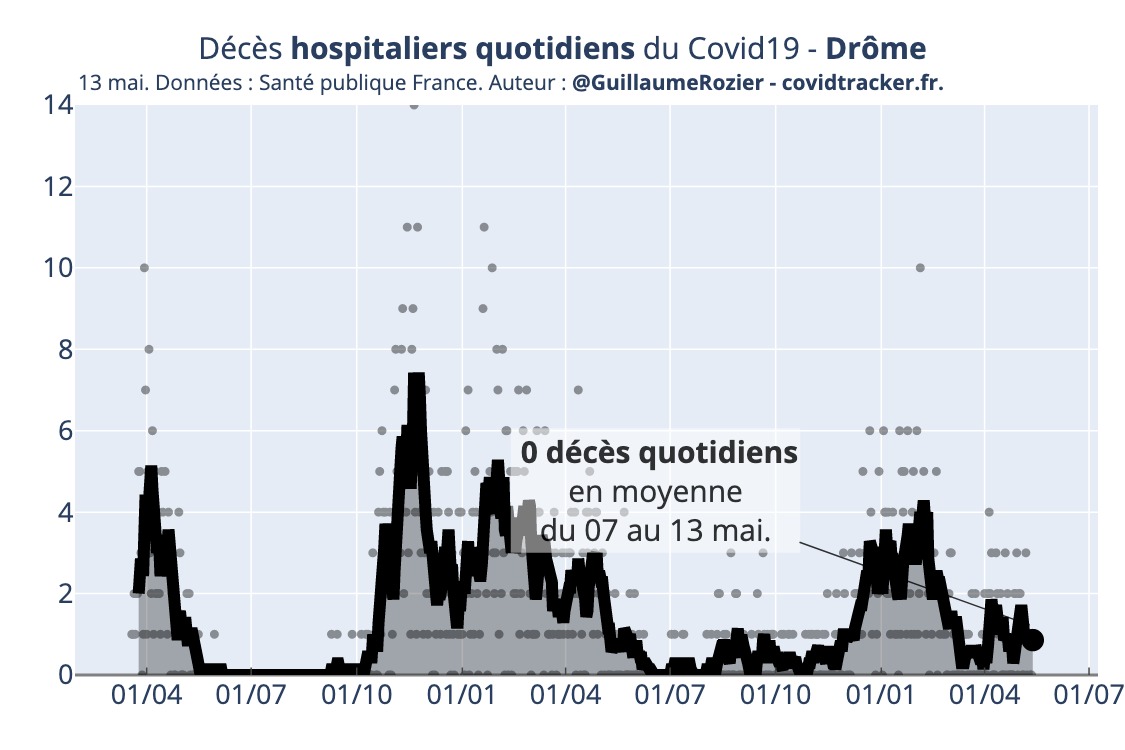 Décès hospitaliers quotidiens du Covid19 - Drôme
13 mai. Données : Santé publique France. Auteur : @GuillaumeRozier - covidtracker.fr.
14
12
10
8
6
4
2
0
0 décès quotidiens
en moyenne
du 07 au 13 mai.
01/04 01/07 01/10 01/01 01/04 01/07 01/10 01/01 01/04 01/07